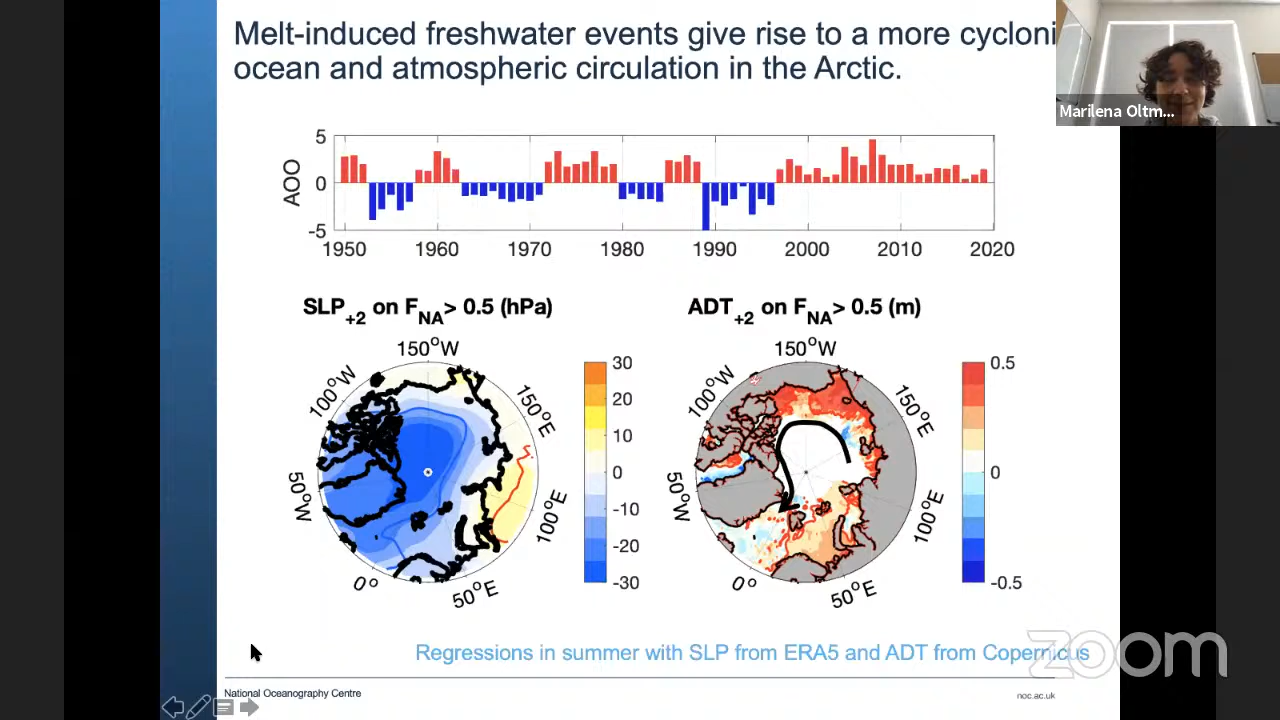 Melt-induced freshwater events give rise to a more cycloni
ocean and atmospheric circulation in the Arctic.
Marilena Oltm...
AOO
5
0
-5
1950 1960 1970 1980 1990 2000 2010 2020
SLP+2 on FNA> 0.5 (hPa)
ADT+2 on FNA> 0.5 (m)
150°W
100°W
150°E
50°W
100°E
0°
50°E
30
20
10
0
-10
-20
-30
150°W
100°W
150°E
50°W
100°E
0°
50°E
0.5
0
-0.5
Regressions in summer with SLP from ERA5 and ADT from Copernicus
zoom
National Oceanography Centre
noc.ac.uk